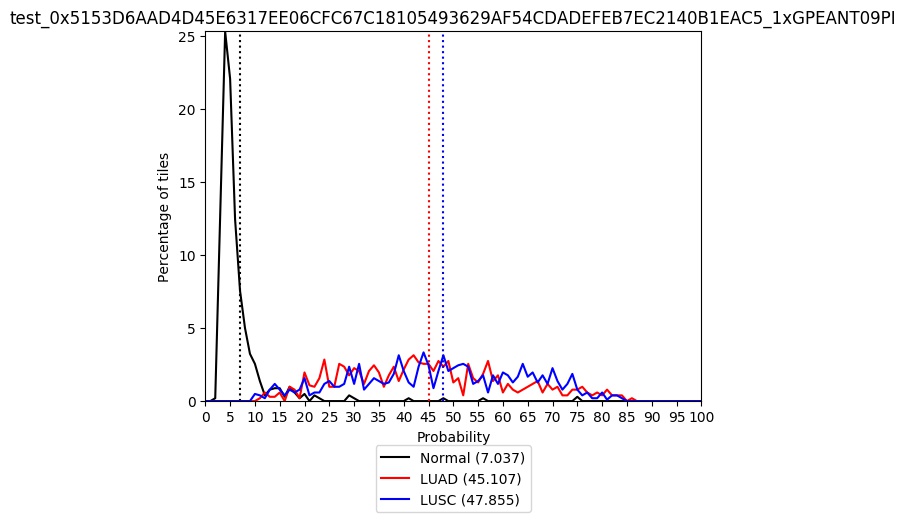 test_0x5153D6AAD4D45E6317EE06CFC67C18105493629AF54CDADEFEB7EC2140B1EAC5_1xGPEANT09PI
25
20
15
10
5
0
Percentage of tiles
0 5 10 15 20 25 30 35 40 45 50 55 60 65 70 75 80 85 90 95 100
Probability
Normal (7.037)
LUAD (45.107)
LUSC (47.855)